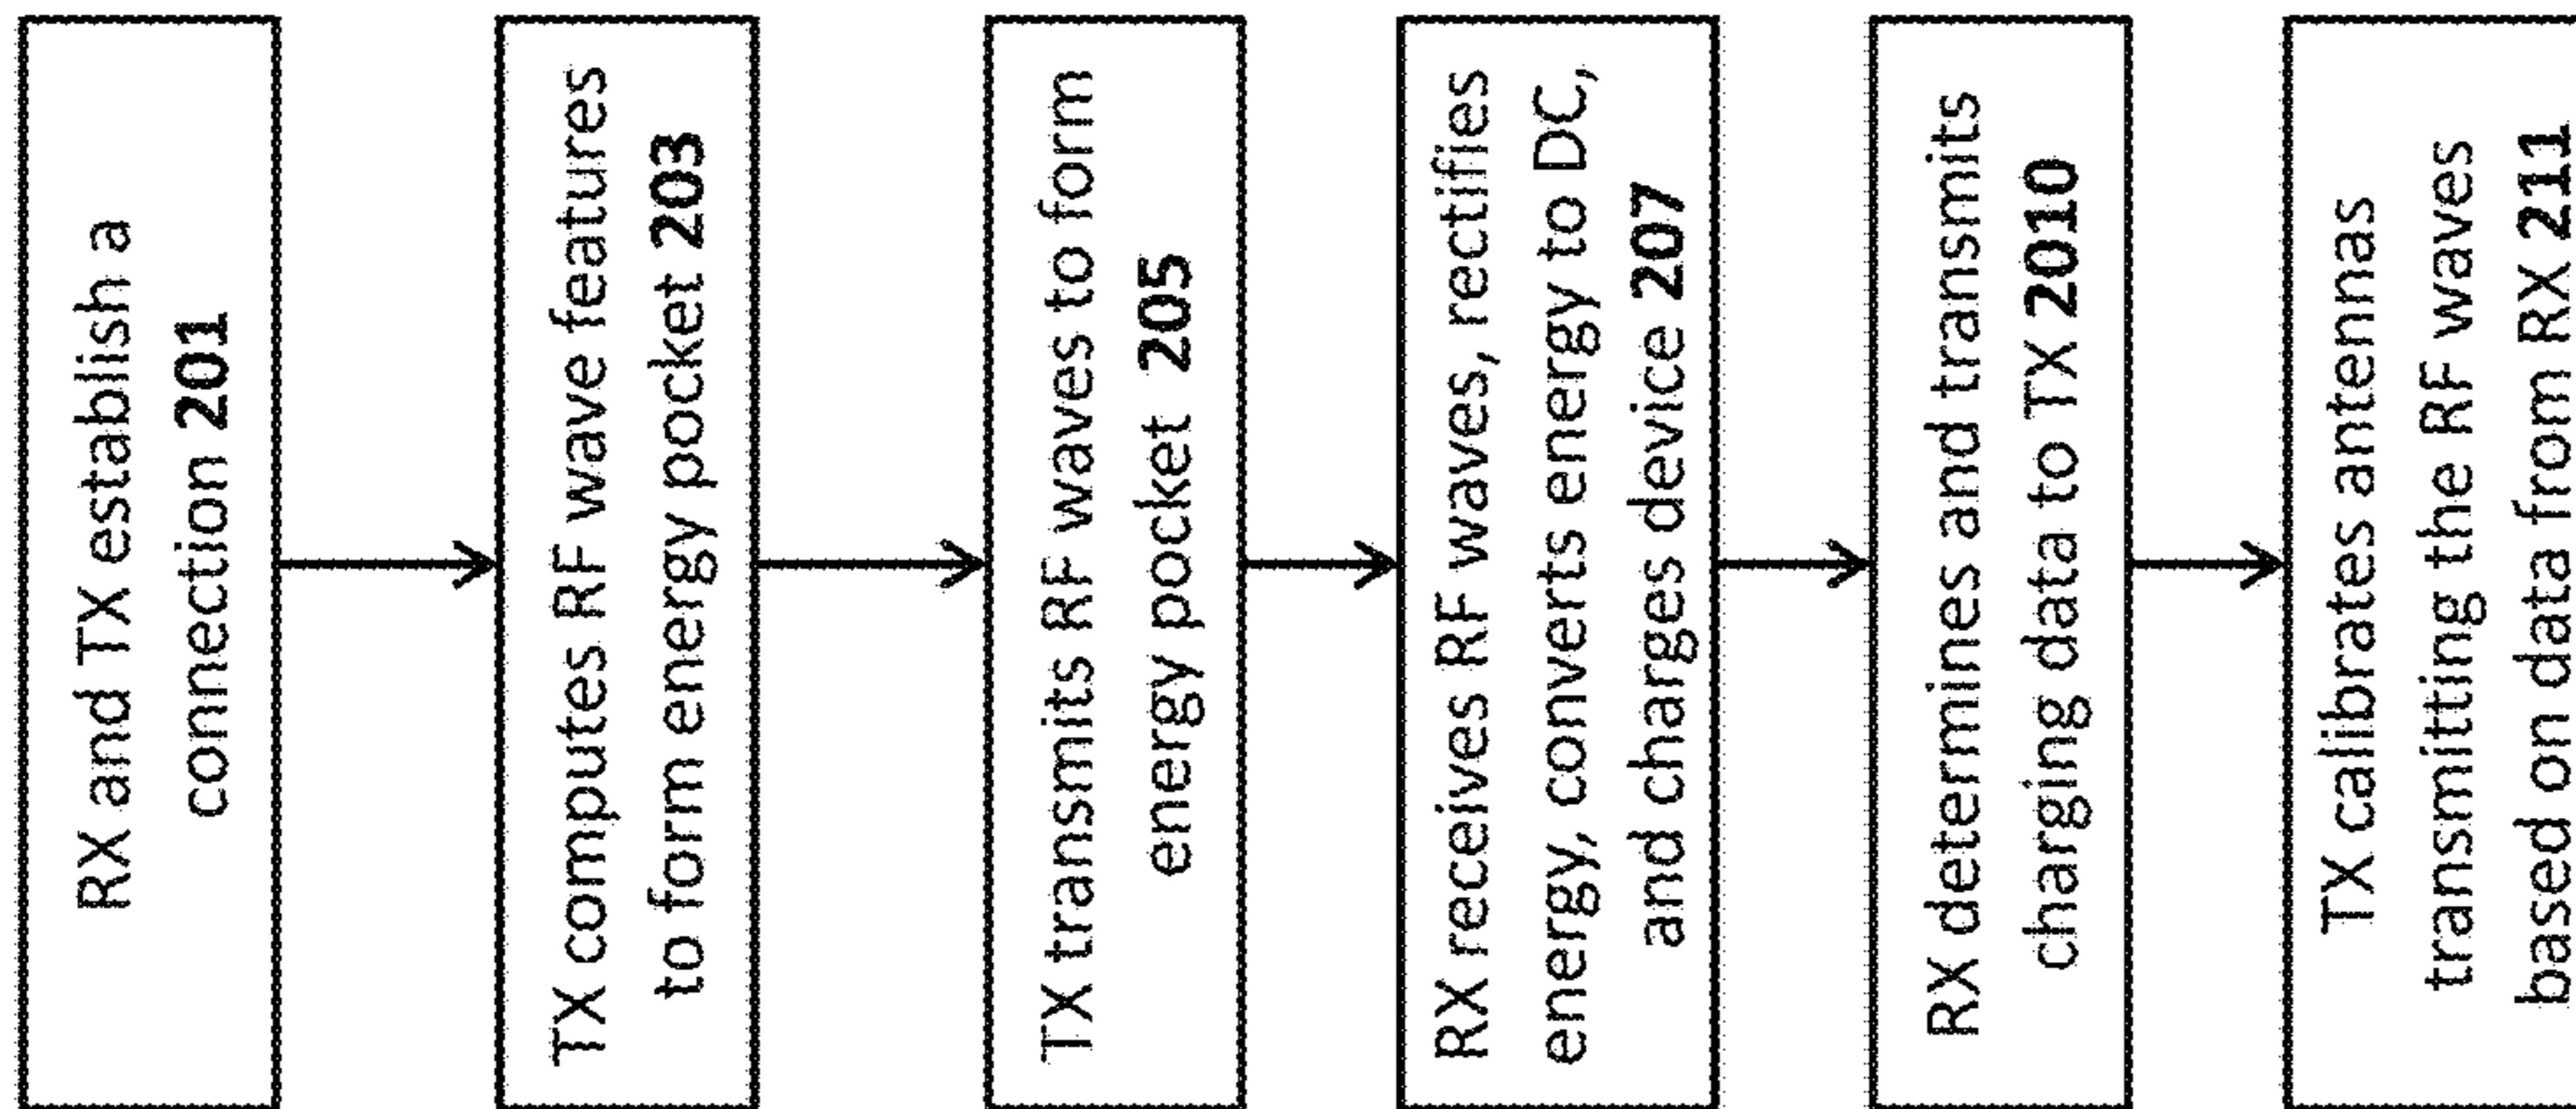 RX and TX establish a
connection 201
TX computes RF wave features
to form energy pocket 203
TX transmits RF waves to form
energy pocket 205
RX receives RF waves, rectifies
energy, converts energy to DC,
and charges device 207
RX determines and transmits
charging data to TX 2010
TX calibrates antennas
transmitting the RF waves
based on data from RX 211